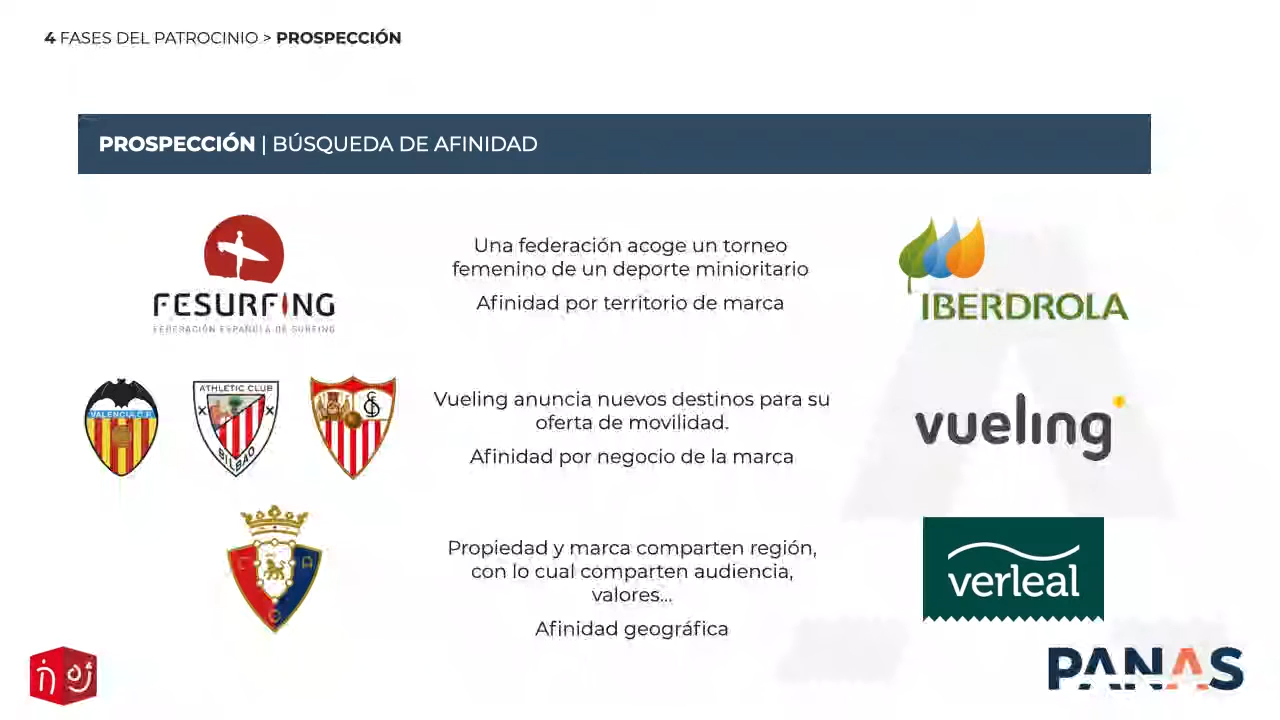 4 FASES DEL PATROCINIO > PROSPECCIÓN
PROSPECCIÓN | BÚSQUEDA DE AFINIDAD
FESURFING
FEDERACIÓN ESPAÑOLA DE SURFING
Una federación acoge un torneo
femenino de un deporte minioritario
Afinidad por territorio de marca
IBERDROLA
VALENCIA C.F.
ATHLETIC CLUB
BILBAO
Vueling anuncia nuevos destinos para su
oferta de movilidad.
Afinidad por negocio de la marca
vueling
Propiedad y marca comparten región,
con lo cual comparten audiencia,
valores...
Afinidad geográfica
verleal
PANAS